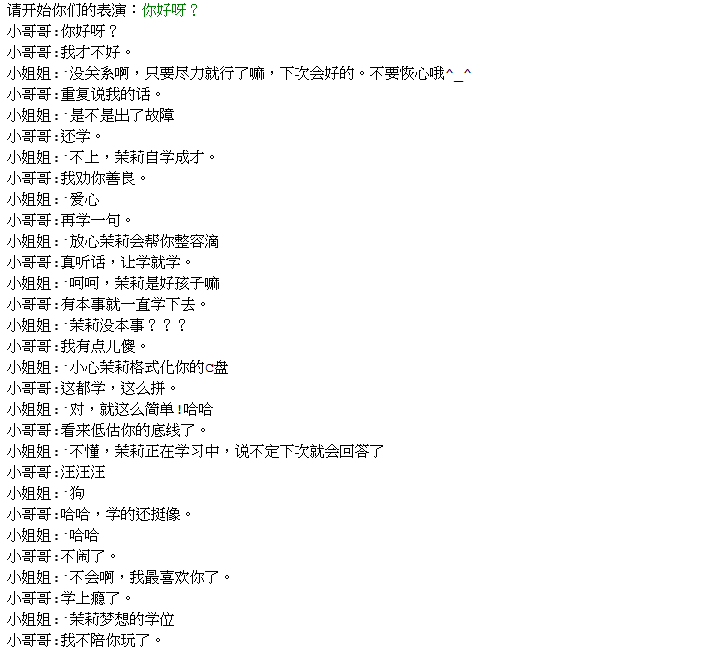 请开始你们的表演：你好呀？
小哥哥:你好呀？
小哥哥:我才不好。
小姐姐：·没关系啊，只要尽力就行了嘛，下次会好的。不要恢心哦^_^
小哥哥:重复说我的话。
小姐姐：·是不是出了故障
小哥哥:还学。
小姐姐：·不上，茉莉自学成才。
小哥哥:我劝你善良。
小姐姐：·爱心
小哥哥:再学一句。
小姐姐：·放心茉莉会帮你整容滴
小哥哥:真听话，让学就学。
小姐姐：·呵呵，茉莉是好孩子嘛
小哥哥:有本事就一直学下去。
小姐姐：·茉莉没本事？？？
小哥哥:我有点儿傻。
小姐姐：·小心茉莉格式化你的C盘
小哥哥:这都学，这么拼。
小姐姐：·对，就这么简单!哈哈
小哥哥:看来低估你的底线了。
小姐姐：·不懂，茉莉正在学习中，说不定下次就会回答了
小哥哥:汪汪汪
小姐姐：·狗
小哥哥:哈哈，学的还挺像。
小姐姐：·哈哈
小哥哥:不闹了。
小姐姐：·不会啊，我最喜欢你了。
小哥哥:学上瘾了。
小姐姐：·茉莉梦想的学位
小哥哥:我不陪你玩了。